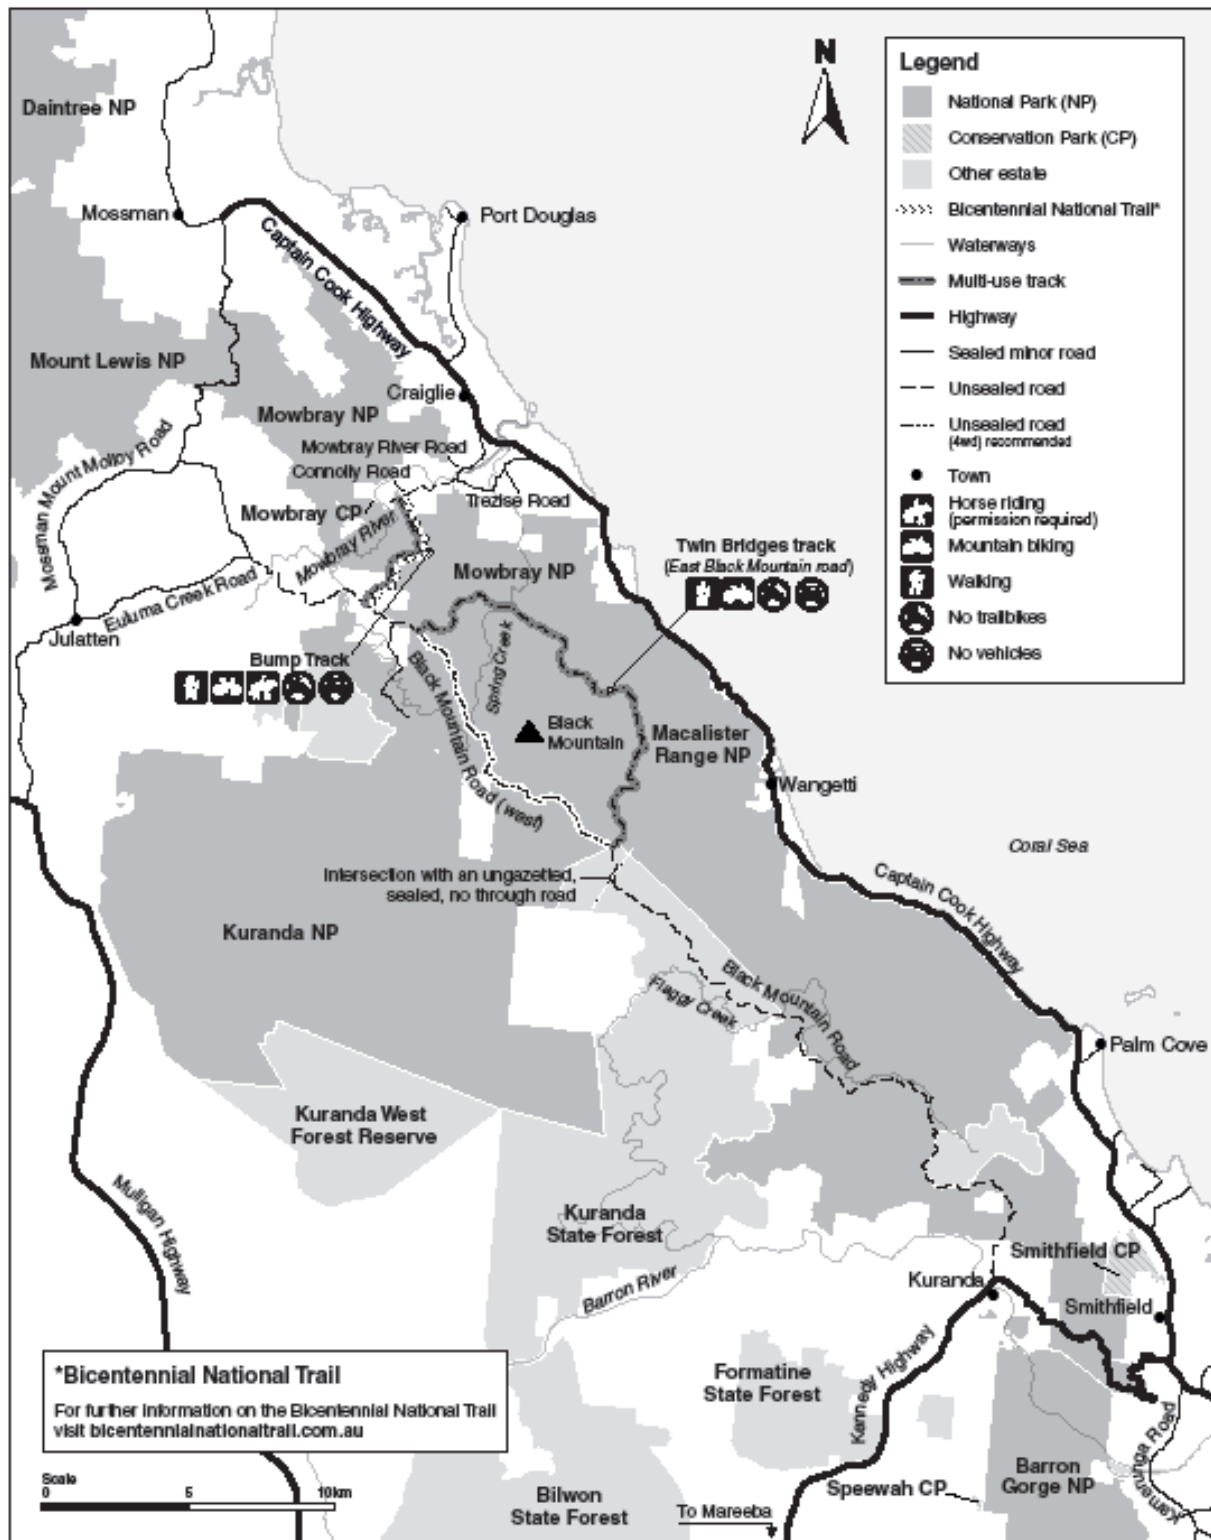 N
Legend
National Park (NP)
Conservation Park (CP)
Other estate
Bicentennial National Trail*
Waterways
Multi-use track
Highway
Sealed minor road
Unsealed road
Unsealed road
(4wd) recommended
Town
Horse riding
(permission required)
Mountain biking
Walking
No trailbikes
No vehicles
Daintree NP
Mossman
Port Douglas
Captain Cook Highway
Mount Lewis NP
Craiglie
Mowbray NP
Mossman Mount Molloy Road
Mowbray River Road
Connolly Road
Trezise Road
Mowbray CP
Mowbray River
Twin Bridges track
(East Black Mountain road)
Mowbray NP
Euluma Creek Road
Julatten
Bump Track
Spring Creek
Black Mountain Road (west)
Black
Mountain
Macalister
Range NP
Wangetti
Coral Sea
Intersection with an ungazetted,
sealed, no through road
Captain Cook Highway
Kuranda NP
Black Mountain Road
Flaggy Creek
Palm Cove
Kuranda West
Forest Reserve
Mulligan Highway
Kuranda
State Forest
Smithfield CP
Barron River
Kuranda
Smithfield
*Bicentennial National Trail
For further information on the Bicentennial National Trail
visit bicentennialnationaltrail.com.au
Formatine
State Forest
Kennedy Highway
Kamerunga Road
Barron
Gorge NP
Speewah CP
Scale
0 5 10km
Bilwon
State Forest
To Mareeba